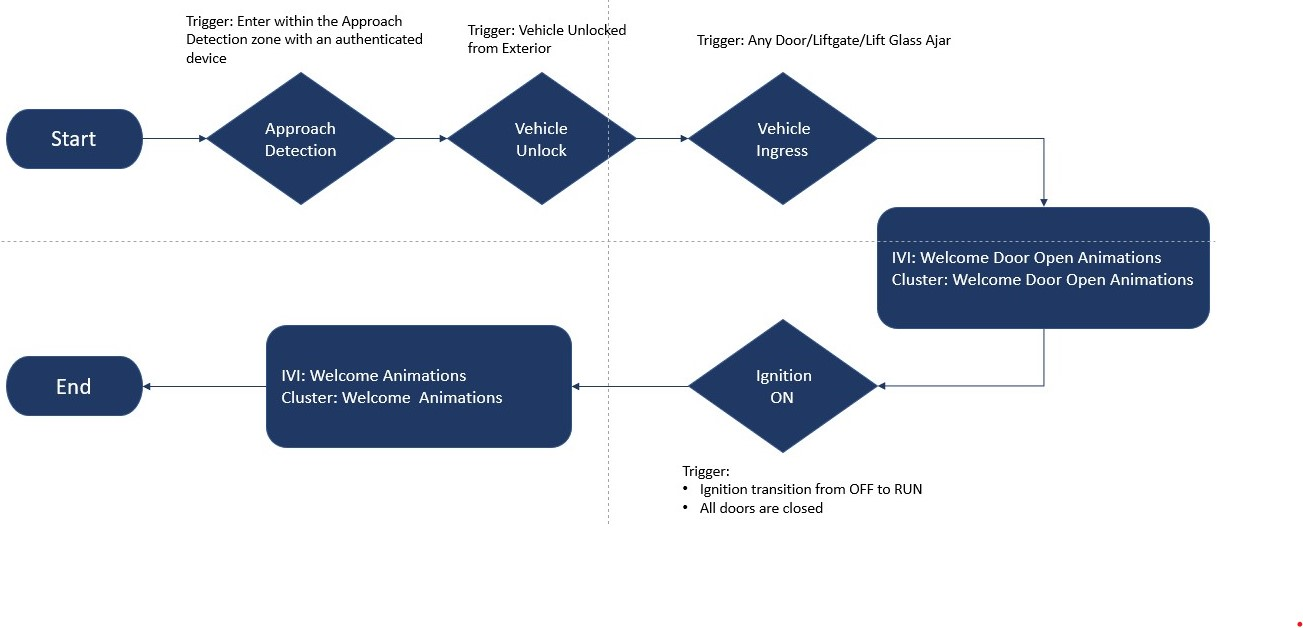 Trigger: Enter within the Approach
Detection zone with an authenticated
device
Trigger: Vehicle Unlocked
from Exterior
Trigger: Any Door/Liftgate/Lift Glass Ajar
Start
Approach
Detection
Vehicle
Unlock
Vehicle
Ingress
IVI: Welcome Door Open Animations
Cluster: Welcome Door Open Animations
End
IVI: Welcome Animations
Cluster: Welcome  Animations
Ignition
ON
Trigger:
• Ignition transition from OFF to RUN
• All doors are closed